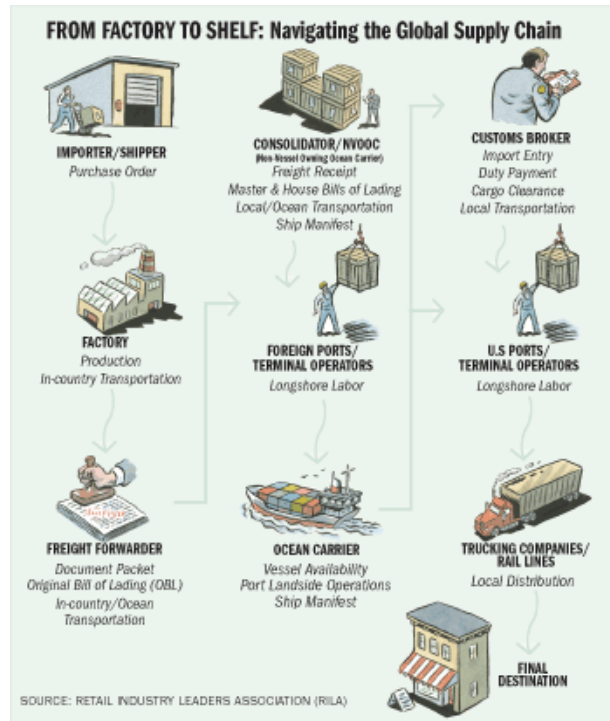 FROM FACTORY TO SHELF: Navigating the Global Supply Chain
IMPORTER/SHIPPER
Purchase Order
FACTORY
Production
In-country Transportation
FREIGHT FORWARDER
Document Packet
Original Bill of Lading (OBL)
In-country/Ocean
Transportation
CONSOLIDATOR/NVOOC
(Non-Vessel Owning Ocean Carrier)
Freight Receipt
Master & House Bills of Lading
Local/Ocean Transportation
Ship Manifest
FOREIGN PORTS/
TERMINAL OPERATORS
Longshore Labor
OCEAN CARRIER
Vessel Availability
Port Landside Operations
Ship Manifest
CUSTOMS BROKER
Import Entry
Duty Payment
Cargo Clearance
Local Transportation
U.S PORTS/
TERMINAL OPERATORS
Longshore Labor
TRUCKING COMPANIES/
RAIL LINES
Local Distribution
FINAL
DESTINATION
SOURCE: RETAIL INDUSTRY LEADERS ASSOCIATION (RILA)